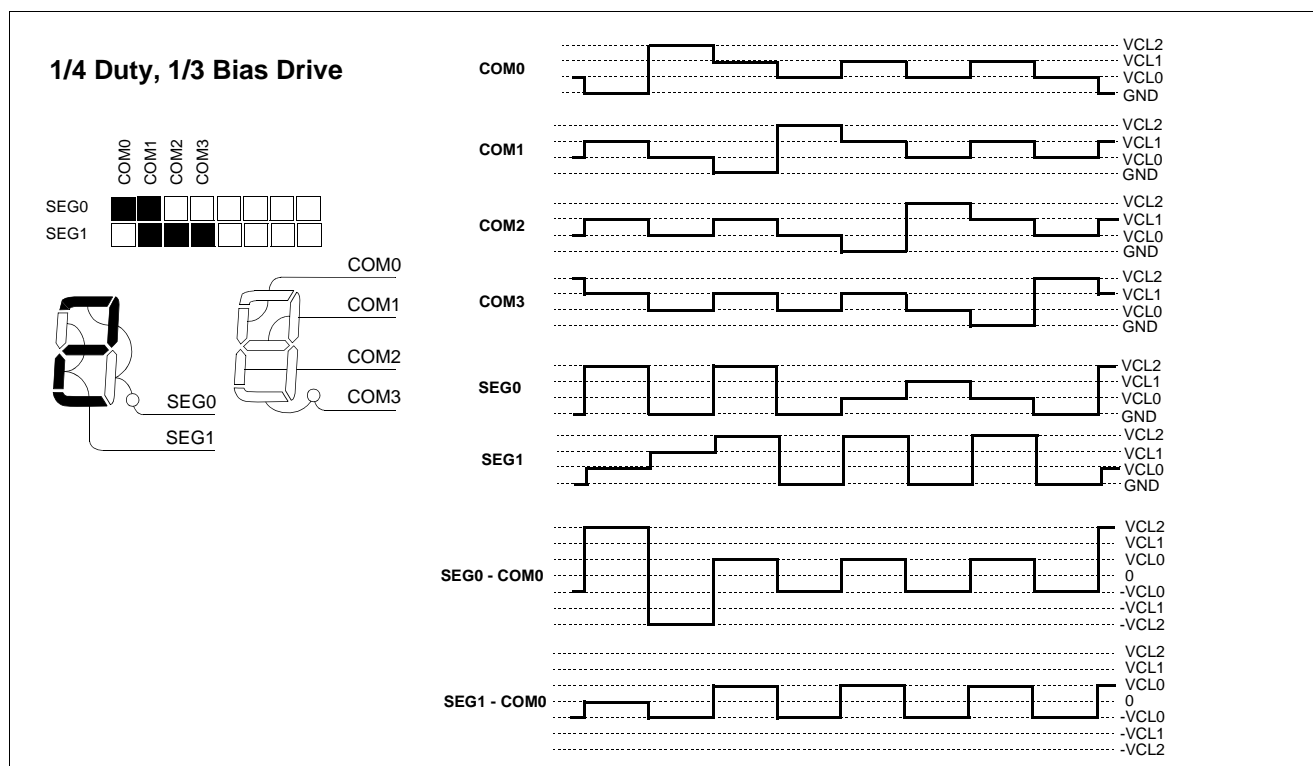 1/4 Duty, 1/3 Bias Drive
COM0
COM1
COM2
COM3
SEG0
SEG1
COM0
COM1
COM2
COM3
SEG0
SEG1
COM0
VCL2
VCL1
VCL0
GND
COM1
VCL2
VCL1
VCL0
GND
COM2
VCL2
VCL1
VCL0
GND
COM3
VCL2
VCL1
VCL0
GND
SEG0
VCL2
VCL1
VCL0
GND
SEG1
VCL2
VCL1
VCL0
GND
SEG0 - COM0
VCL2
VCL1
VCL0
0
-VCL0
-VCL1
-VCL2
SEG1 - COM0
VCL2
VCL1
VCL0
0
-VCL0
-VCL1
-VCL2